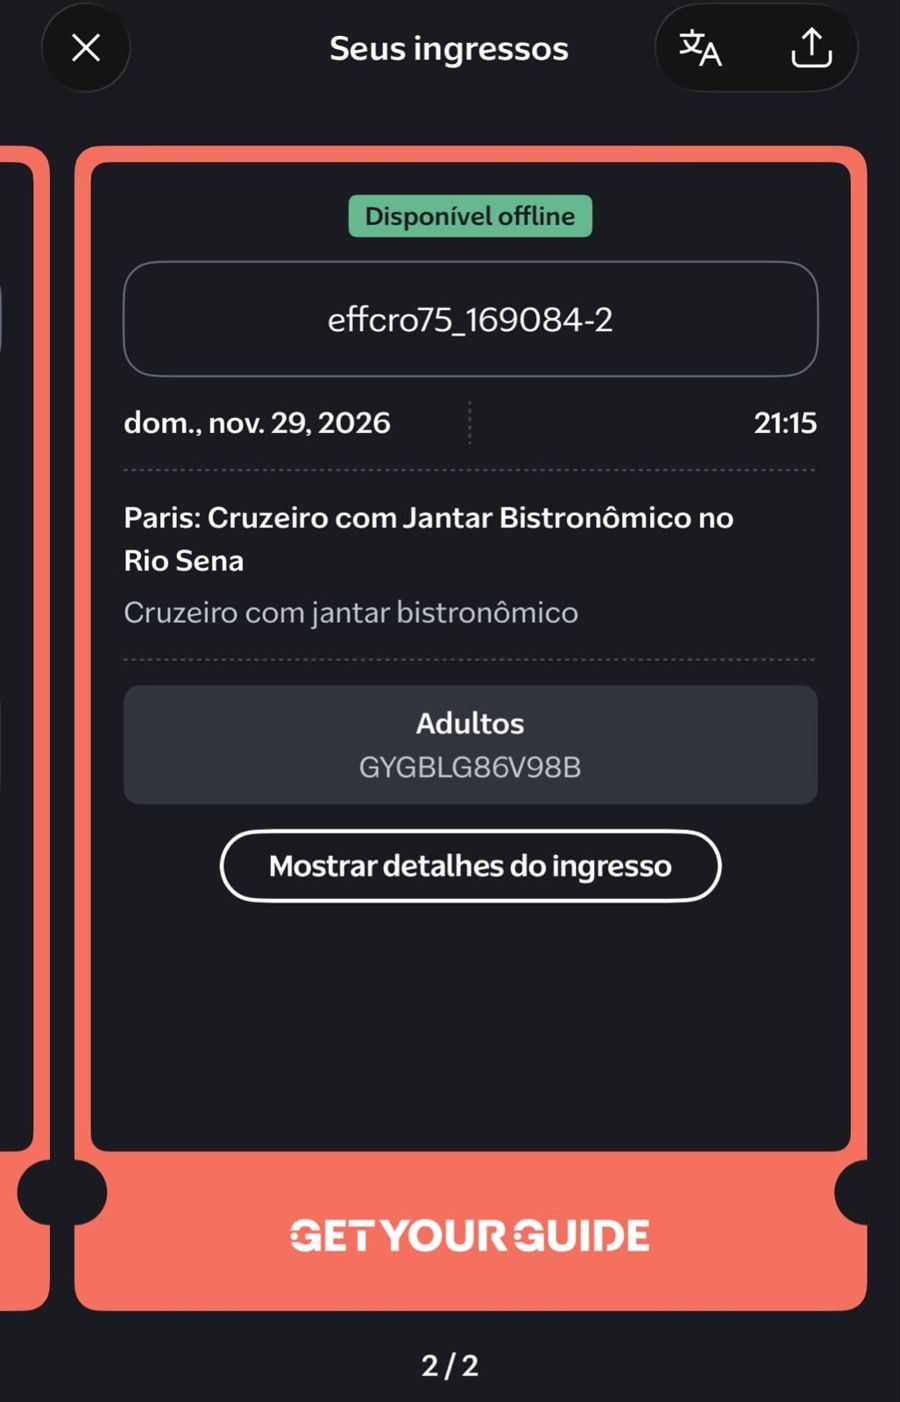 Seus ingressos
Disponível offline
effcro75_169084-2
dom., nov. 29, 2026
21:15
Paris: Cruzeiro com Jantar Bistronômico no
Rio Sena
Cruzeiro com jantar bistronômico
Adultos
GYGBLG86V98B
Mostrar detalhes do ingresso
GET YOUR GUIDE
2 / 2